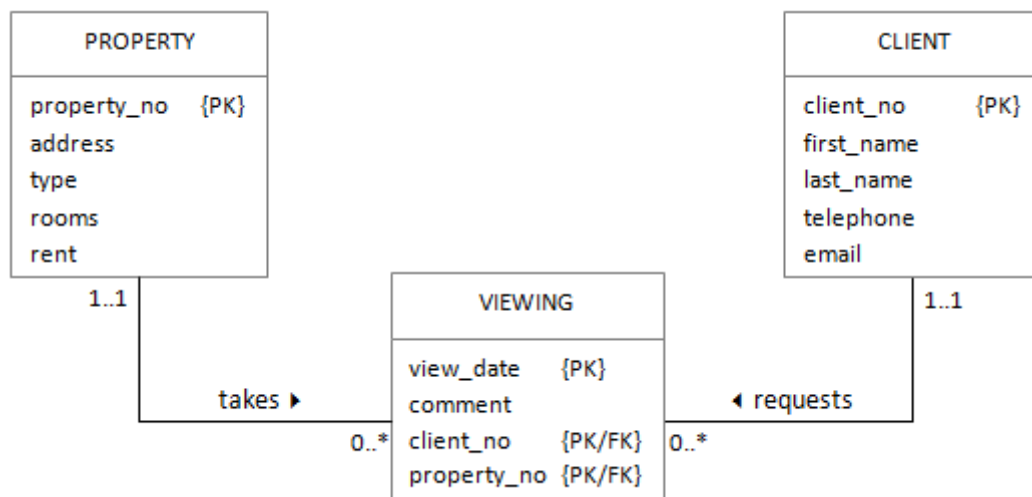 PROPERTY
property_no {PK}
address
type
rooms
rent
1..1
CLIENT
client_no {PK}
first_name
last_name
telephone
email
1..1
VIEWING
view_date {PK}
comment
client_no {PK/FK}
property_no {PK/FK}
takes
0..*
requests
0..*